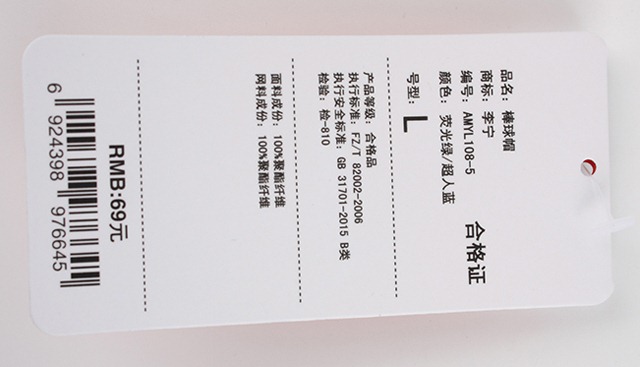 合格证
品名: 棒球帽
商标: 李宁
编号: AMYL108-5
颜色: 荧光绿/超人蓝
号型: L
产品等级: 合格品
执行标准: FZ/T 82002-2006
执行安全标准: GB 31701-2015 B类
检验: 检-810
面料成份: 100%聚酯纤维
网料成份: 100%聚酯纤维
RMB:69元
6 924398 976645